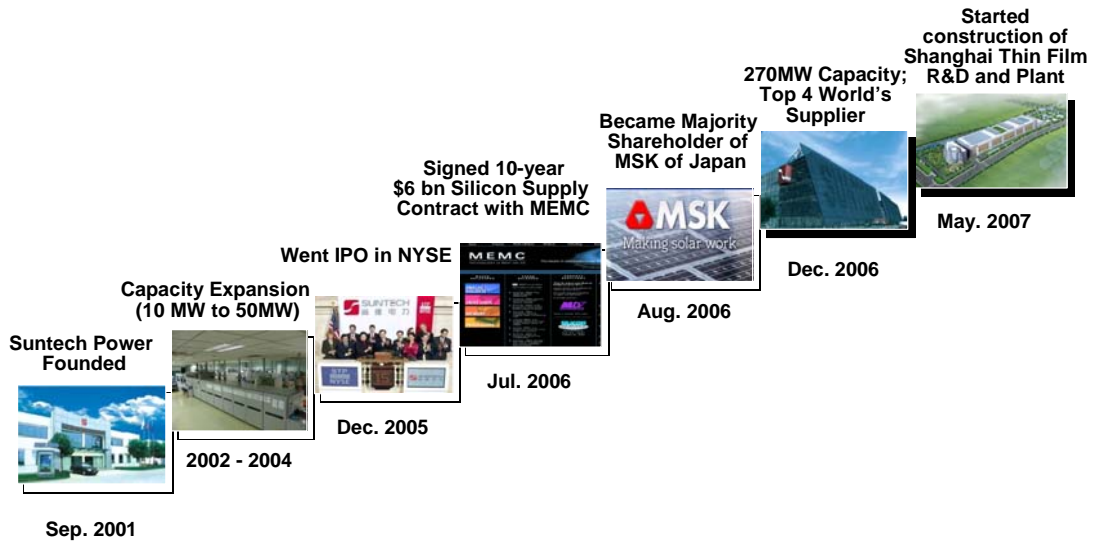 Started
construction of
Shanghai Thin Film
R&D and Plant
270MW Capacity;
Top 4 World's
Supplier
Became Majority
Shareholder of
MSK of Japan
Signed 10-year
$6 bn Silicon Supply
Contract with MEMC
Went IPO in NYSE
Capacity Expansion
(10 MW to 50MW)
Suntech Power
Founded
MSK
Making solar work
MEMC
SUNTECH
STP
NYSE
15
May. 2007
Dec. 2006
Aug. 2006
Jul. 2006
Dec. 2005
2002 - 2004
Sep. 2001